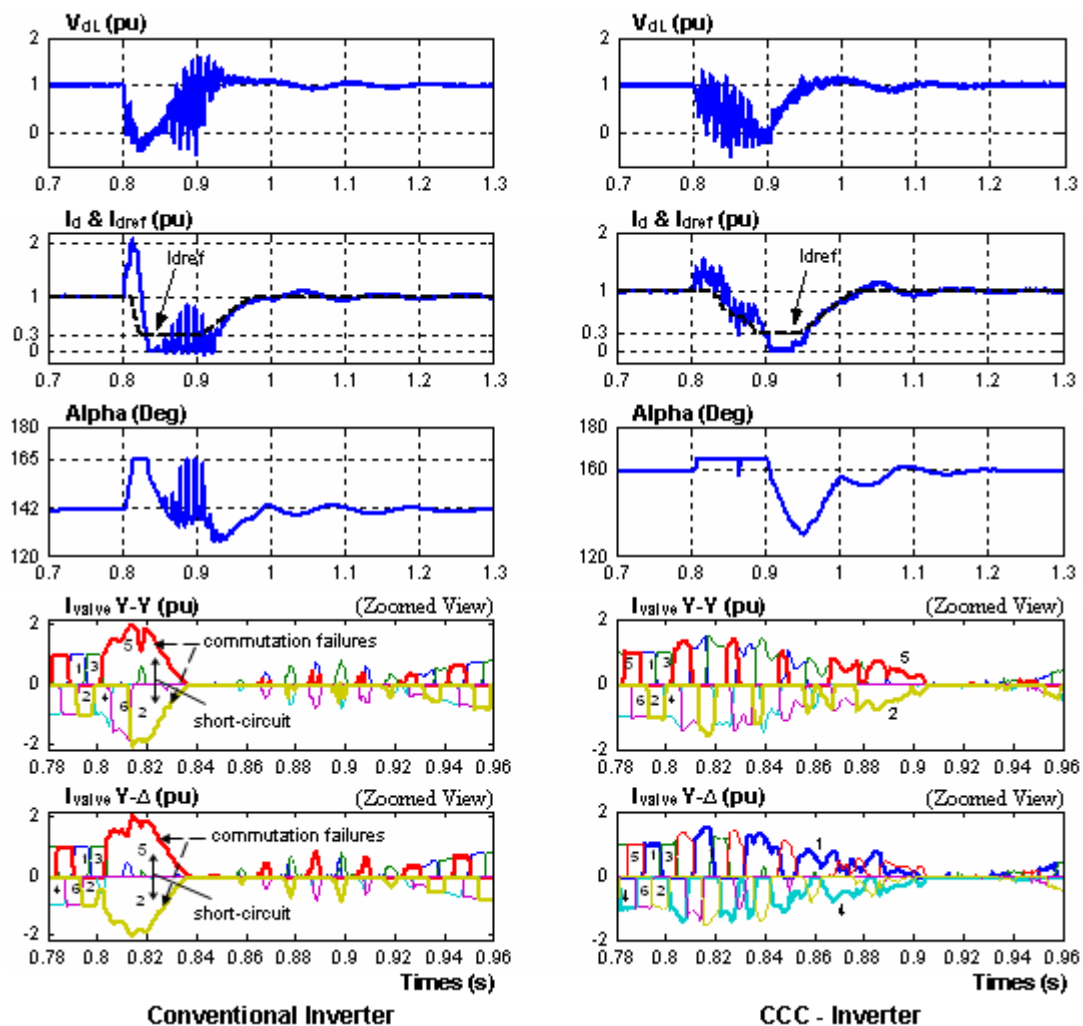 VdL (pu)
2
1
0
0.7 0.8 0.9 1 1.1 1.2 1.3
Id & Idref (pu)
2
1
0.3
0
Idref
0.7 0.8 0.9 1 1.1 1.2 1.3
Alpha (Deg)
180
165
142
120
0.7 0.8 0.9 1 1.1 1.2 1.3
Ivalve Y-Y (pu) (Zoomed View)
2
0
-2
1 3 2 4 6 5 2
commutation failures
short-circuit
0.78 0.8 0.82 0.84 0.86 0.88 0.9 0.92 0.94 0.96
Ivalve Y-Δ (pu) (Zoomed View)
2
0
-2
1 3 4 6 2 5 2
commutation failures
short-circuit
0.78 0.8 0.82 0.84 0.86 0.88 0.9 0.92 0.94 0.96
Times (s)
Conventional Inverter
VdL (pu)
2
1
0
0.7 0.8 0.9 1 1.1 1.2 1.3
Id & Idref (pu)
2
1
0.3
0
Idref
0.7 0.8 0.9 1 1.1 1.2 1.3
Alpha (Deg)
180
160
120
0.7 0.8 0.9 1 1.1 1.2 1.3
Ivalve Y-Y (pu) (Zoomed View)
2
0
-2
5 1 3 6 2 4 5 2
0.78 0.8 0.82 0.84 0.86 0.88 0.9 0.92 0.94 0.96
Ivalve Y-Δ (pu) (Zoomed View)
2
0
-2
5 1 3 4 6 2 1 4
0.78 0.8 0.82 0.84 0.86 0.88 0.9 0.92 0.94 0.96
Times (s)
CCC - Inverter